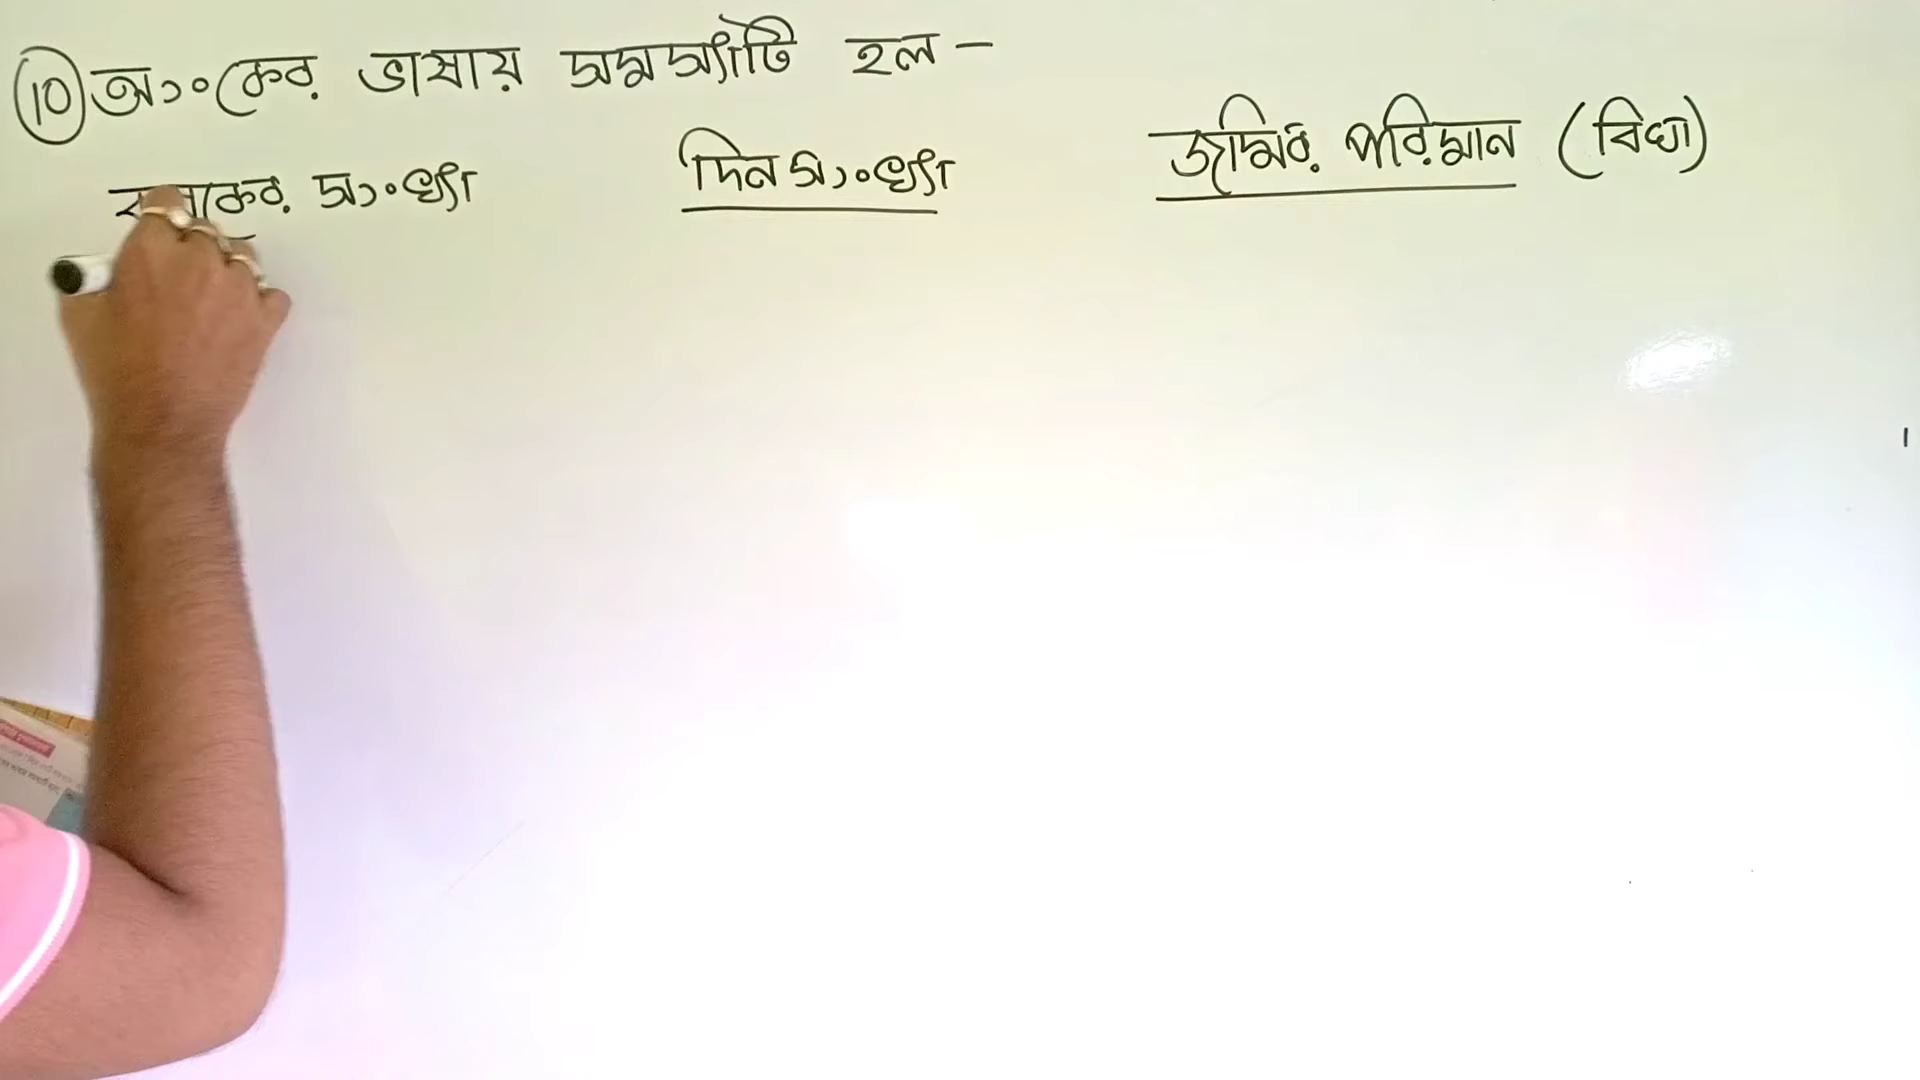 10 অংকের ভাষায় সমস্যাটি হল -
সংখ্যা দিন সংখ্যা জমির পরিমান (বিঘা)